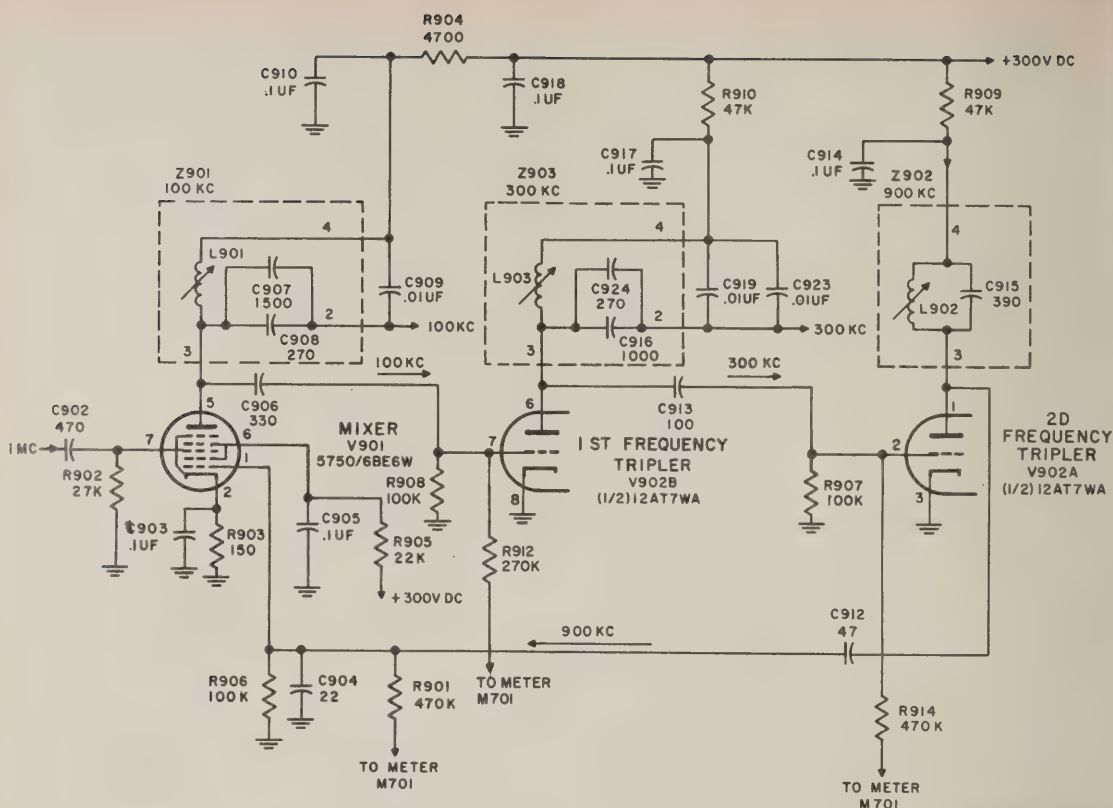 R904
4700
C910
.1UF
C918
.1UF
+300V DC
R910
47K
R909
47K
C917
.1UF
C914
.1UF
Z901
100 KC
Z903
300 KC
Z902
900 KC
4
4
4
L901
C907
1500
C909
.01UF
L903
C924
270
C919
.01UF
C923
.01UF
L902
C915
390
2
100KC
2
300 KC
C908
270
C916
1000
3
3
3
100 KC
300 KC
C906
330
C913
100
5
6
1
C902
470
1 MC
7
6
1
MIXER
V901
5750/6BE6W
7
1ST FREQUENCY
TRIPLER
V902B
(1/2) 12AT7WA
2
2D
FREQUENCY
TRIPLER
V902A
(1/2) 12AT7WA
R902
27K
2
R908
100K
8
R907
100K
3
C903
.1UF
R903
150
C905
.1UF
R905
22K
R912
270K
+300V DC
C912
47
900 KC
R906
100K
C904
22
R901
470K
TO METER
M701
R914
470K
TO METER
M701
TO METER
M701